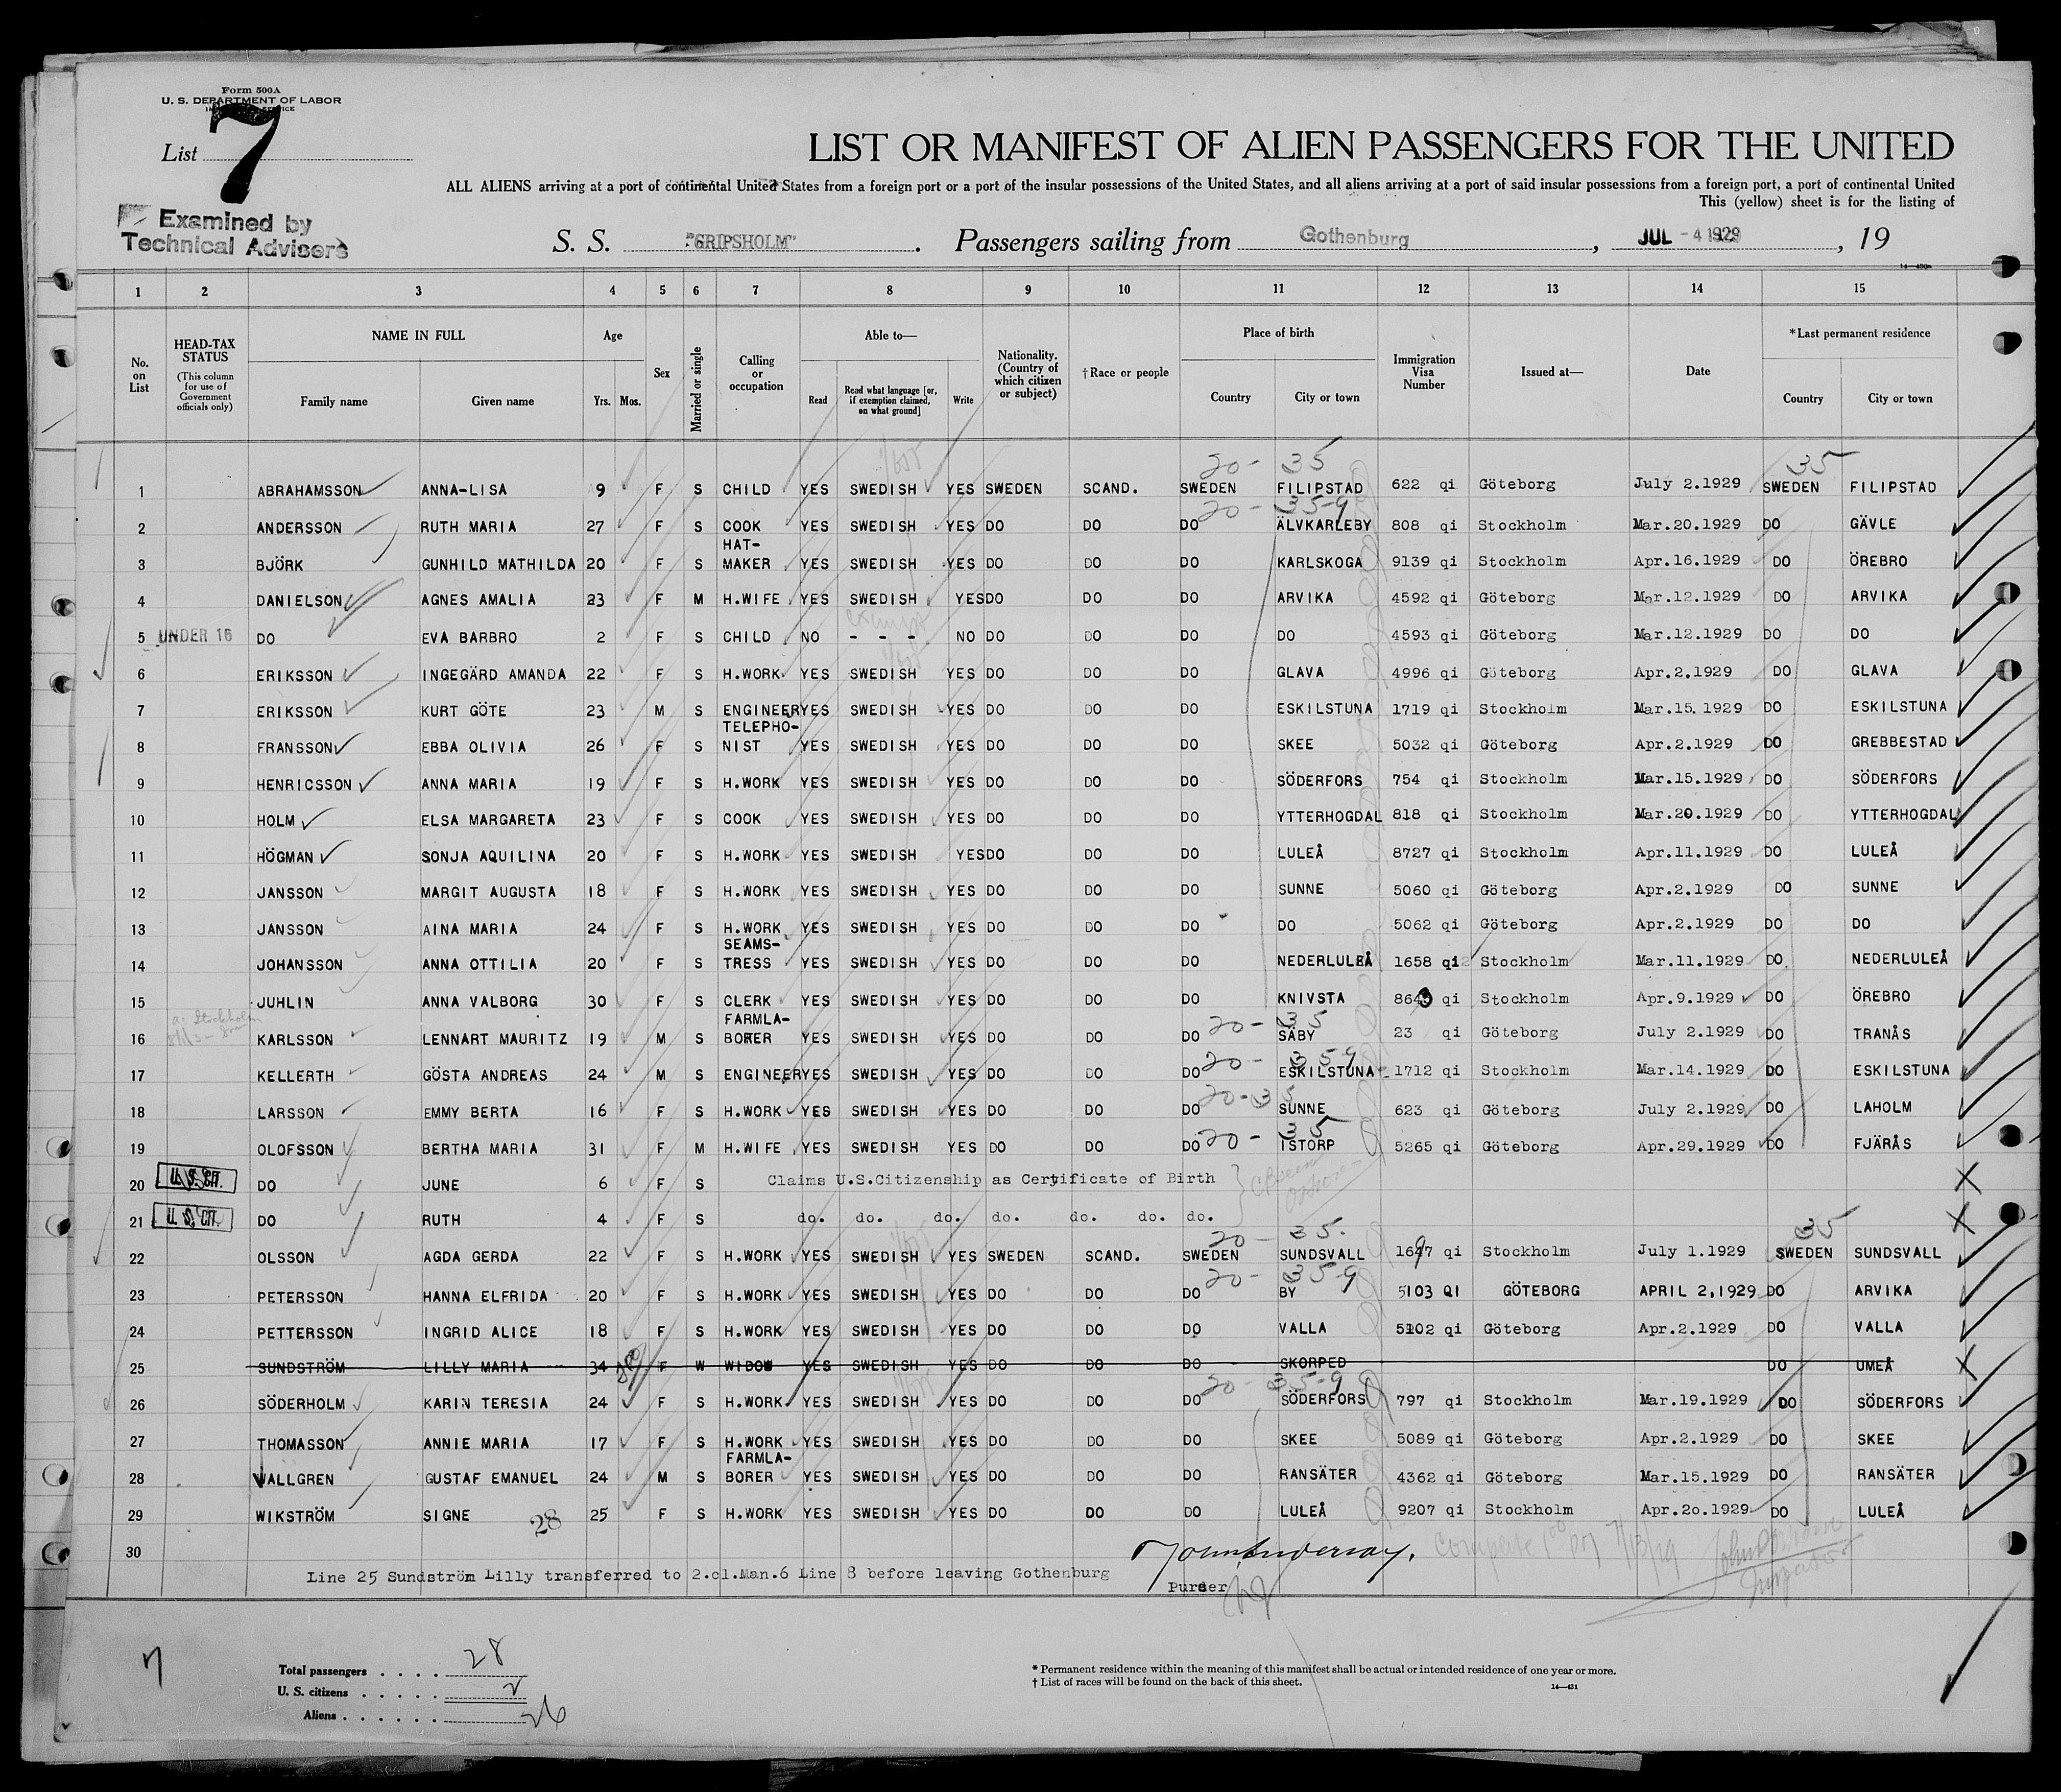 Form 500A
U. S. DEPARTMENT OF LABOR
List 7
LIST OR MANIFEST OF ALIEN PASSENGERS FOR THE UNITED
ALL ALIENS arriving at a port of continental United States from a foreign port or a port of the insular possessions of the United States, and all aliens arriving at a port of said insular possessions from a foreign port, a port of continental United
This (yellow) sheet is for the listing of
Examined by
Technical Advisers
S. S. "GRIPSHOLM". Passengers sailing from Gothenburg, JUL - 4 1929, 19
14—430a
1 2 3 4 5 6 7 8 9 10 11 12 13 14 15
No. on List
HEAD-TAX STATUS (This column for use of Government officials only)
NAME IN FULL
Family name Given name
Age
Yrs. Mos.
Sex
Married or single
Calling or occupation
Able to—
Read
Read what language [or, if exemption claimed, on what ground]
Write
Nationality. (Country of which citizen or subject)
†Race or people
Place of birth
Country City or town
Immigration Visa Number
Issued at—
Date
*Last permanent residence
Country City or town
20- 35 35
1 ABRAHAMSSON ANNA-LISA 9 F S CHILD YES SWEDISH YES SWEDEN SCAND. SWEDEN FILIPSTAD 622 qi Göteborg July 2.1929 SWEDEN FILIPSTAD
20- 35-9
2 ANDERSSON RUTH MARIA 27 F S COOK YES SWEDISH YES DO DO DO ÄLVKARLEBY 808 qi Stockholm Mar.20.1929 DO GÄVLE
3 BJÖRK GUNHILD MATHILDA 20 F S HAT-MAKER YES SWEDISH YES DO DO DO KARLSKOGA 9139 qi Stockholm Apr.16.1929 DO ÖREBRO
4 DANIELSON AGNES AMALIA 23 F M H.WIFE YES SWEDISH YES DO DO DO ARVIKA 4592 qi Göteborg Mar.12.1929 DO ARVIKA
exempt
5 UNDER 16 DO EVA BARBRO 2 F S CHILD NO - - - NO DO DO DO DO 4593 qi Göteborg Mar.12.1929 DO DO
6 ERIKSSON INGEGÄRD AMANDA 22 F S H.WORK YES SWEDISH YES DO DO DO GLAVA 4996 qi Göteborg Apr.2.1929 DO GLAVA
7 ERIKSSON KURT GÖTE 23 M S ENGINEER YES SWEDISH YES DO DO DO ESKILSTUNA 1719 qi Stockholm Mar.15.1929 DO ESKILSTUNA
8 FRANSSON EBBA OLIVIA 26 F S TELEPHO-NIST YES SWEDISH YES DO DO DO SKEE 5032 qi Göteborg Apr.2.1929 DO GREBBESTAD
9 HENRICSSON ANNA MARIA 19 F S H.WORK YES SWEDISH YES DO DO DO SÖDERFORS 754 qi Stockholm Mar.15.1929 DO SÖDERFORS
10 HOLM ELSA MARGARETA 23 F S COOK YES SWEDISH YES DO DO DO YTTERHOGDAL 818 qi Stockholm Mar.20.1929 DO YTTERHOGDAL
11 HÖGMAN SONJA AQUILINA 20 F S H.WORK YES SWEDISH YES DO DO DO LULEÅ 8727 qi Stockholm Apr.11.1929 DO LULEÅ
12 JANSSON MARGIT AUGUSTA 18 F S H.WORK YES SWEDISH YES DO DO DO SUNNE 5060 qi Göteborg Apr.2.1929 DO SUNNE
13 JANSSON AINA MARIA 24 F S H.WORK YES SWEDISH YES DO DO DO DO 5062 qi Göteborg Apr.2.1929 DO DO
14 JOHANSSON ANNA OTTILIA 20 F S SEAMS-TRESS YES SWEDISH YES DO DO DO NEDERLULEÅ 1658 qi Stockholm Mar.11.1929 DO NEDERLULEÅ
15 JUHLIN ANNA VALBORG 30 F S CLERK YES SWEDISH YES DO DO DO KNIVSTA 8643 qi Stockholm Apr.9.1929 DO ÖREBRO
20- 35
16 KARLSSON LENNART MAURITZ 19 M S FARMLA-BORER YES SWEDISH YES DO DO DO SÄBY 23 qi Göteborg July 2.1929 DO TRANÅS
20- 35-9
17 KELLERTH GÖSTA ANDREAS 24 M S ENGINEER YES SWEDISH YES DO DO DO ESKILSTUNA 1712 qi Stockholm Mar.14.1929 DO ESKILSTUNA
20-35
18 LARSSON EMMY BERTA 16 F S H.WORK YES SWEDISH YES DO DO DO SUNNE 623 qi Göteborg July 2.1929 DO LAHOLM
20- 35
19 OLOFSSON BERTHA MARIA 31 F M H.WIFE YES SWEDISH YES DO DO DO ISTORP 5265 qi Göteborg Apr.29.1929 DO FJÄRÅS
20 U.S. CIT. DO JUNE 6 F S Claims U.S.Citizenship as Certificate of Birth
21 U.S. CIT. DO RUTH 4 F S do. do. do. do. do. do. do.
20- 35. 35
22 OLSSON AGDA GERDA 22 F S H.WORK YES SWEDISH YES SWEDEN SCAND. SWEDEN SUNDSVALL 1697 qi Stockholm July 1.1929 SWEDEN SUNDSVALL
20- 35-9
23 PETERSSON HANNA ELFRIDA 20 F S H.WORK YES SWEDISH YES DO DO DO BY 5103 QI GÖTEBORG APRIL 2,1929 DO ARVIKA
24 PETTERSSON INGRID ALICE 18 F S H.WORK YES SWEDISH YES DO DO DO VALLA 5102 qi Göteborg Apr.2.1929 DO VALLA
25 SUNDSTRÖM LILLY MARIA 34 F W WIDOW YES SWEDISH YES DO DO DO SKORPED DO UMEÅ
20- 35-9
26 SÖDERHOLM KARIN TERESIA 24 F S H.WORK YES SWEDISH YES DO DO DO SÖDERFORS 797 qi Stockholm Mar.19.1929 DO SÖDERFORS
27 THOMASSON ANNIE MARIA 17 F S H.WORK YES SWEDISH YES DO DO DO SKEE 5089 qi Göteborg Apr.2.1929 DO SKEE
28 WALLGREN GUSTAF EMANUEL 24 M S FARMLA-BORER YES SWEDISH YES DO DO DO RANSÄTER 4362 qi Göteborg Mar.15.1929 DO RANSÄTER
29 WIKSTRÖM SIGNE 28 25 F S H.WORK YES SWEDISH YES DO DO DO LULEÅ 9207 qi Stockholm Apr.20.1929 DO LULEÅ
30
Complete 7/13/29
Line 25 Sundström Lilly transferred to 2.cl.Man.6 Line 8 before leaving Gothenburg
Purser
7
Total passengers . . . . 28
U. S. citizens . . . . . 2
Aliens . . . . . . 26
* Permanent residence within the meaning of this manifest shall be actual or intended residence of one year or more.
† List of races will be found on the back of this sheet.
14—431